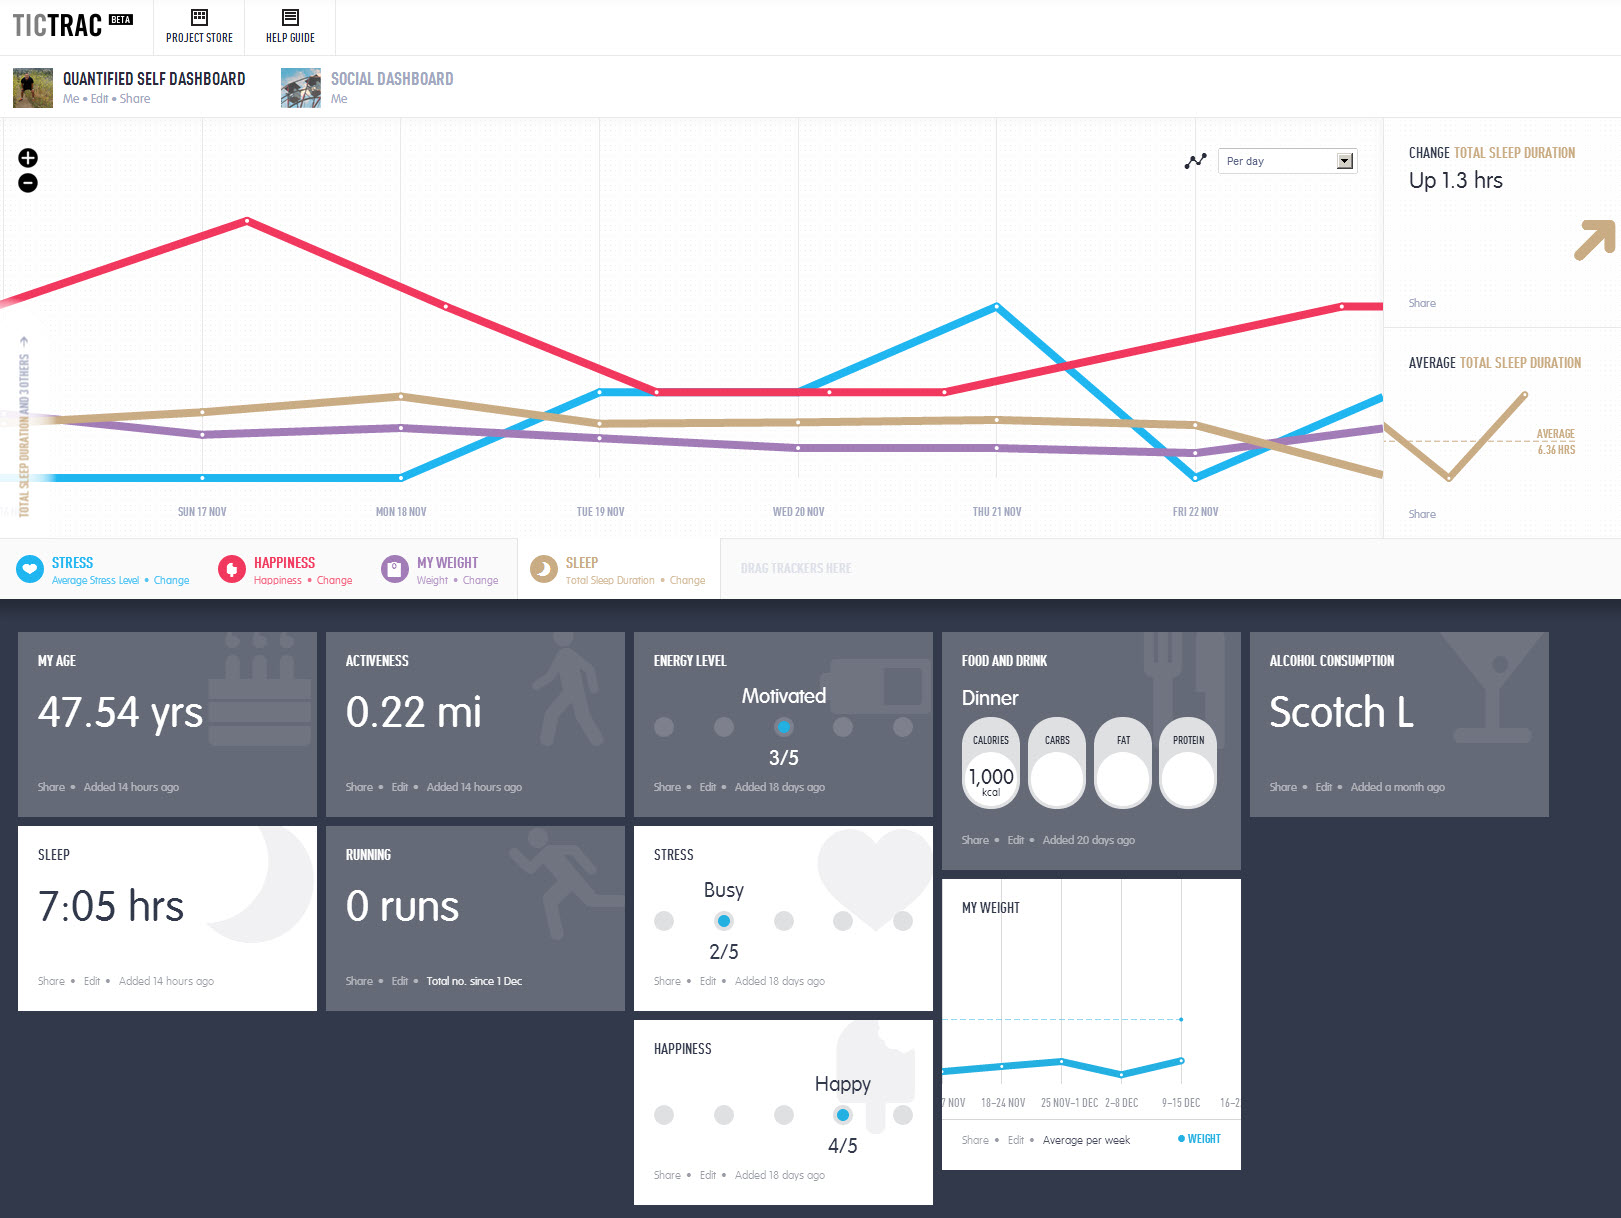 TICTRAC BETA
PROJECT STORE
HELP GUIDE
QUANTIFIED SELF DASHBOARD
Me • Edit • Share
SOCIAL DASHBOARD
Me
Per day
TOTAL SLEEP DURATION AND 3 OTHERS →
SUN 17 NOV
MON 18 NOV
TUE 19 NOV
WED 20 NOV
THU 21 NOV
FRI 22 NOV
CHANGE TOTAL SLEEP DURATION
Up 1.3 hrs
Share
AVERAGE TOTAL SLEEP DURATION
AVERAGE
6.36 HRS
Share
STRESS
Average Stress Level • Change
HAPPINESS
Happiness • Change
MY WEIGHT
Weight • Change
SLEEP
Total Sleep Duration • Change
DRAG TRACKERS HERE
MY AGE
47.54 yrs
Share • Added 14 hours ago
ACTIVENESS
0.22 mi
Share • Edit • Added 14 hours ago
ENERGY LEVEL
Motivated
3/5
Share • Edit • Added 18 days ago
FOOD AND DRINK
Dinner
CALORIES
CARBS
FAT
PROTEIN
1,000
kcal
Share • Edit • Added 20 days ago
ALCOHOL CONSUMPTION
Scotch L
Share • Edit • Added a month ago
SLEEP
7:05 hrs
Share • Edit • Added 14 hours ago
RUNNING
0 runs
Share • Edit • Total no. since 1 Dec
STRESS
Busy
2/5
Share • Edit • Added 18 days ago
HAPPINESS
Happy
4/5
Share • Edit • Added 18 days ago
MY WEIGHT
7 NOV
18-24 NOV
25 NOV-1 DEC
2-8 DEC
9-15 DEC
16-2
Share • Edit • Average per week
WEIGHT